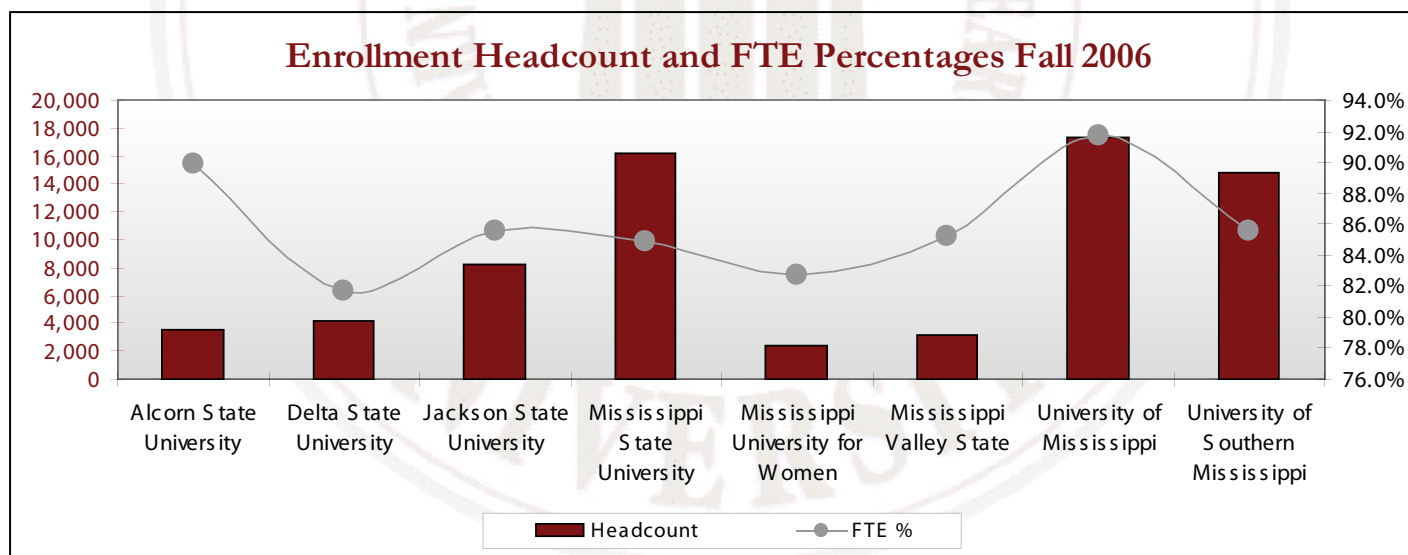 Enrollment Headcount and FTE Percentages Fall 2006
20,000
18,000
16,000
14,000
12,000
10,000
8,000
6,000
4,000
2,000
0
94.0%
92.0%
90.0%
88.0%
86.0%
84.0%
82.0%
80.0%
78.0%
76.0%
Alcorn State
University
Delta State
University
Jackson State
University
Mississippi
State
University
Mississippi
University for
Women
Mississippi
Valley State
University of
Mississippi
University of
Southern
Mississippi
Headcount
FTE %